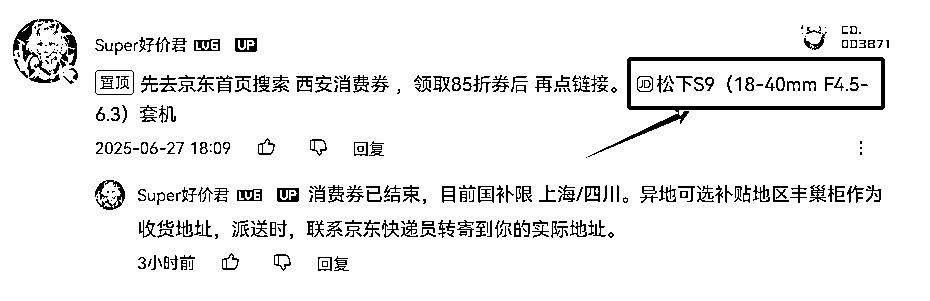 Super好价君 LV6 UP
CD.
003871
置顶 先去京东首页搜索 西安消费券 ，领取85折券后 再点链接。 JD 松下S9（18-40mm F4.5-
6.3）套机
2025-06-27 18:09 回复
Super好价君 LV6 UP 消费券已结束，目前国补限 上海/四川。异地可选补贴地区丰巢柜作为
收货地址，派送时，联系京东快递员转寄到你的实际地址。
3小时前 回复